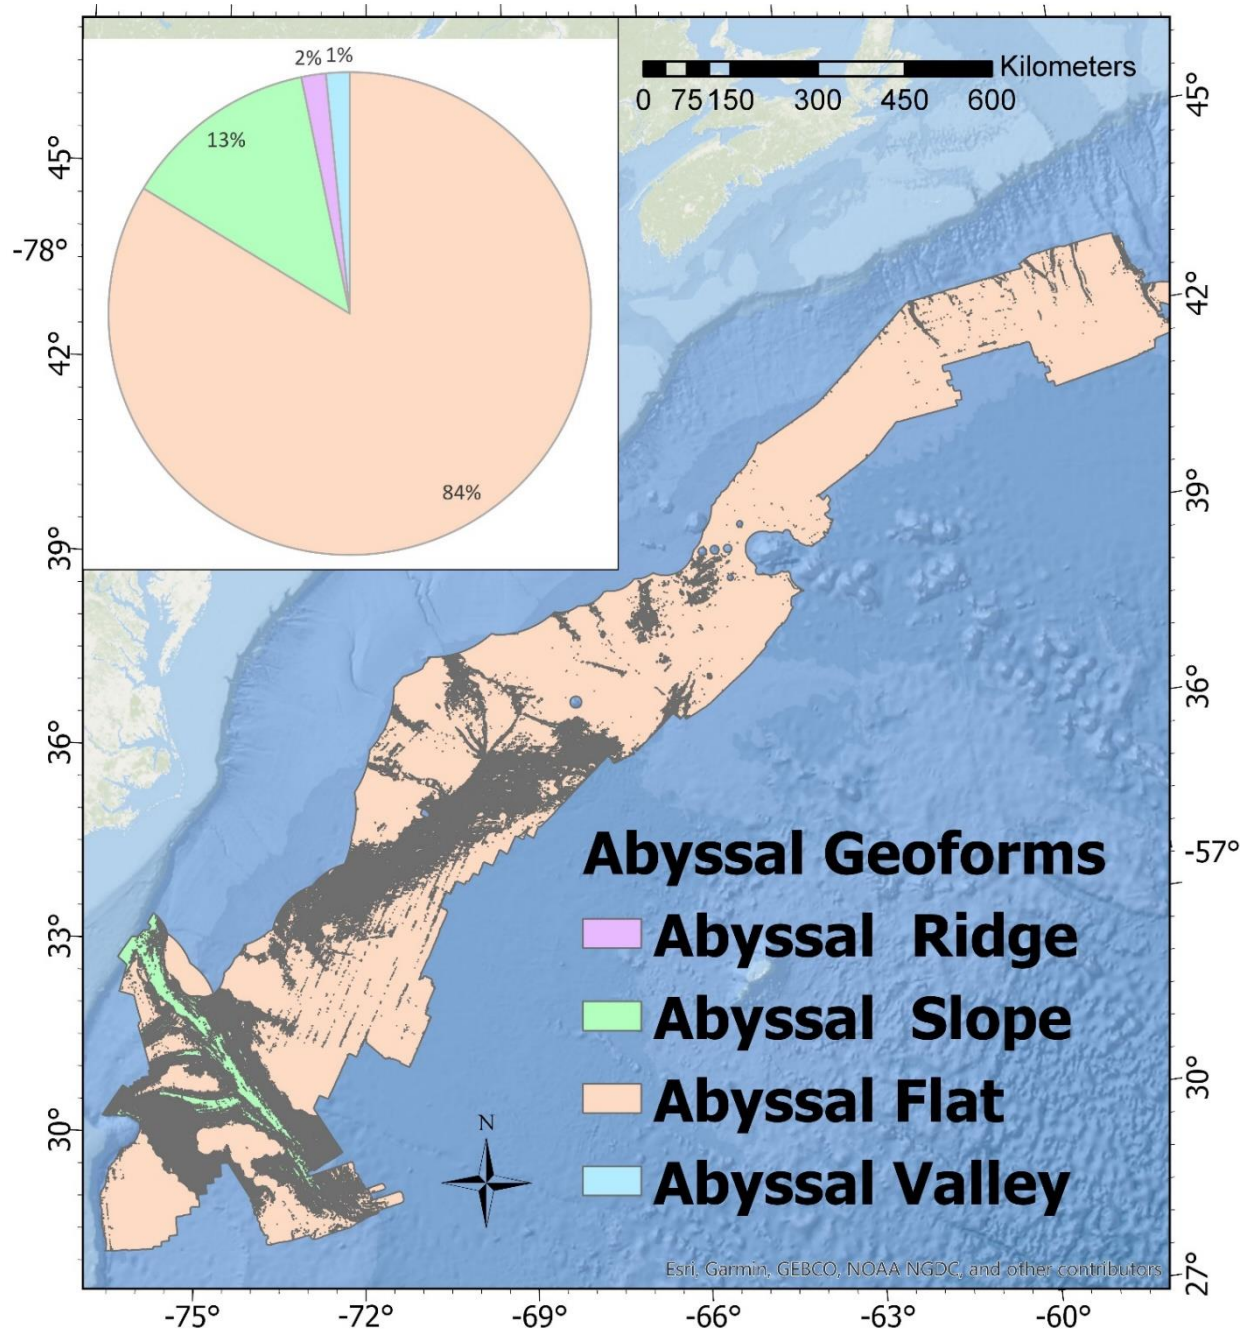 2% 1%
13%
84%
Kilometers
0 75 150 300 450 600
45°
42°
39°
36°
-57°
30°
27°
45°
-78°
42°
39°
36°
33°
30°
Abyssal Geoforms
Abyssal Ridge
Abyssal Slope
Abyssal Flat
Abyssal Valley
N
Esri, Garmin, GEBCO, NOAA NGDC, and other contributors
-75° -72° -69° -66° -63° -60°